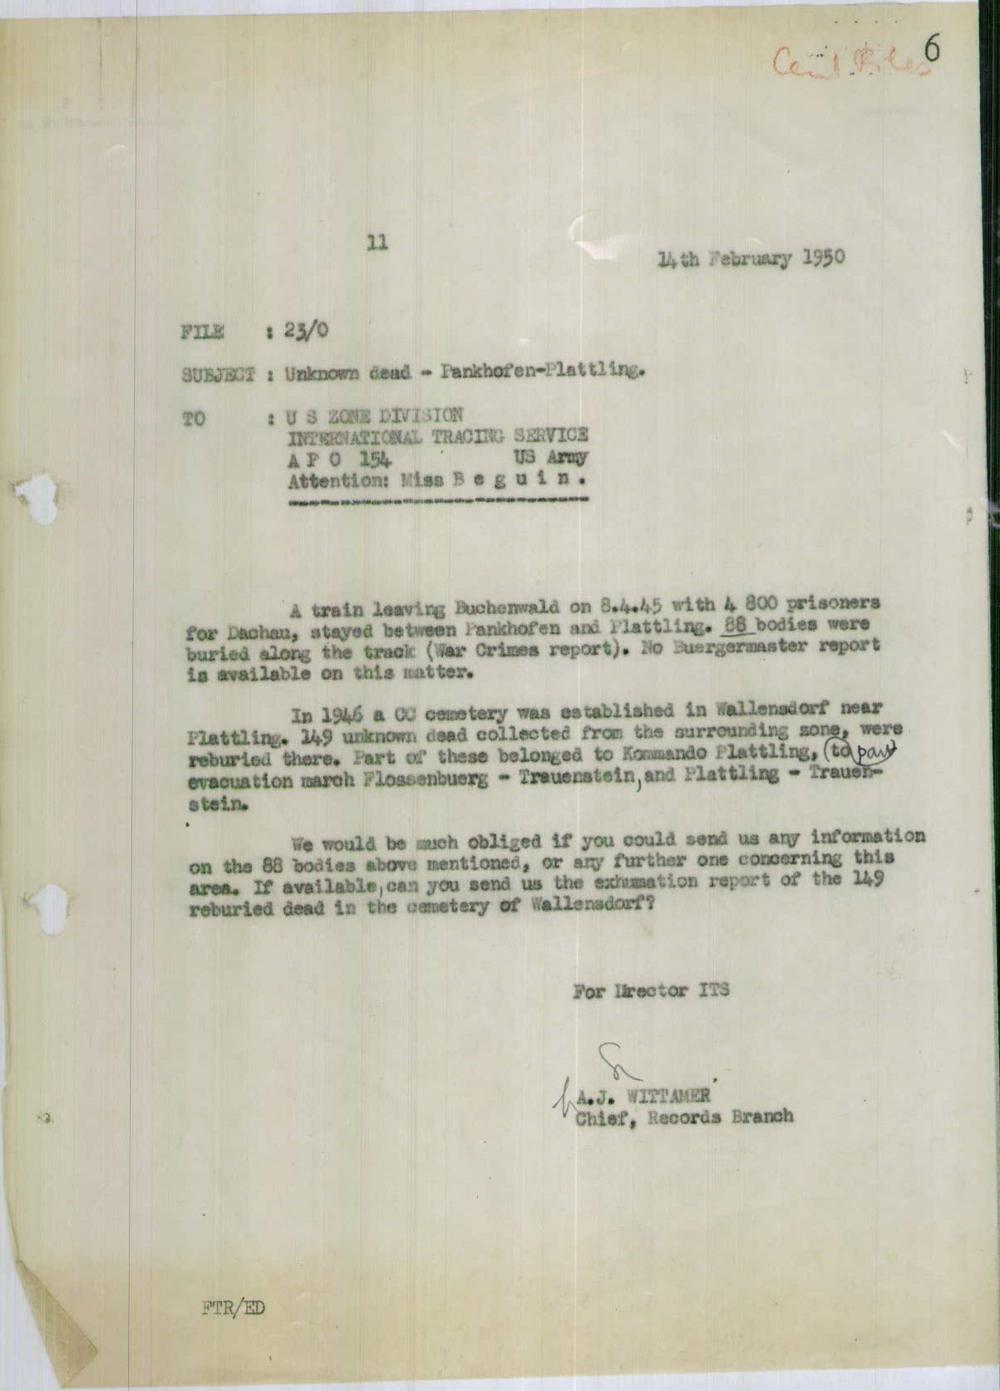 6
Cent Files
11
14th February 1950
FILE : 23/0
SUBJECT : Unknown dead - Pankhofen-Plattling.
TO : U S ZONE DIVISION
INTERNATIONAL TRACING SERVICE
A P O 154 US Army
Attention: Miss B e g u i n .
A train leaving Buchenwald on 8.4.45 with 4 800 prisoners
for Dachau, stayed between Pankhofen and Plattling. 88 bodies were
buried along the track (War Crimes report). No Buergermaster report
is available on this matter.
In 1946 a CC cemetery was established in Wallensdorf near
Plattling. 149 unknown dead collected from the surrounding zone, were
reburied there. Part of these belonged to Kommando Plattling, (to part)
evacuation march Flossenbuerg - Trauenstein, and Plattling - Trauen-
stein.
We would be much obliged if you could send us any information
on the 88 bodies above mentioned, or any further one concerning this
area. If available, can you send us the exhumation report of the 149
reburied dead in the cemetery of Wallensdorf?
For Director ITS
A.J. WITTAMER
Chief, Records Branch
FTR/ED